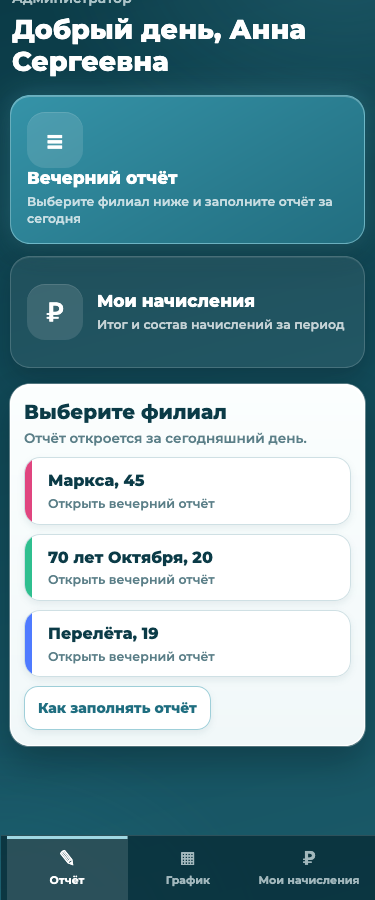 Администратор
Добрый день, Анна
Сергеевна
Вечерний отчёт
Выберите филиал ниже и заполните отчёт за
сегодня
₽
Мои начисления
Итог и состав начислений за период
Выберите филиал
Отчёт откроется за сегодняшний день.
Маркса, 45
Открыть вечерний отчёт
70 лет Октября, 20
Открыть вечерний отчёт
Перелёта, 19
Открыть вечерний отчёт
Как заполнять отчёт
₽
Отчёт График Мои начисления